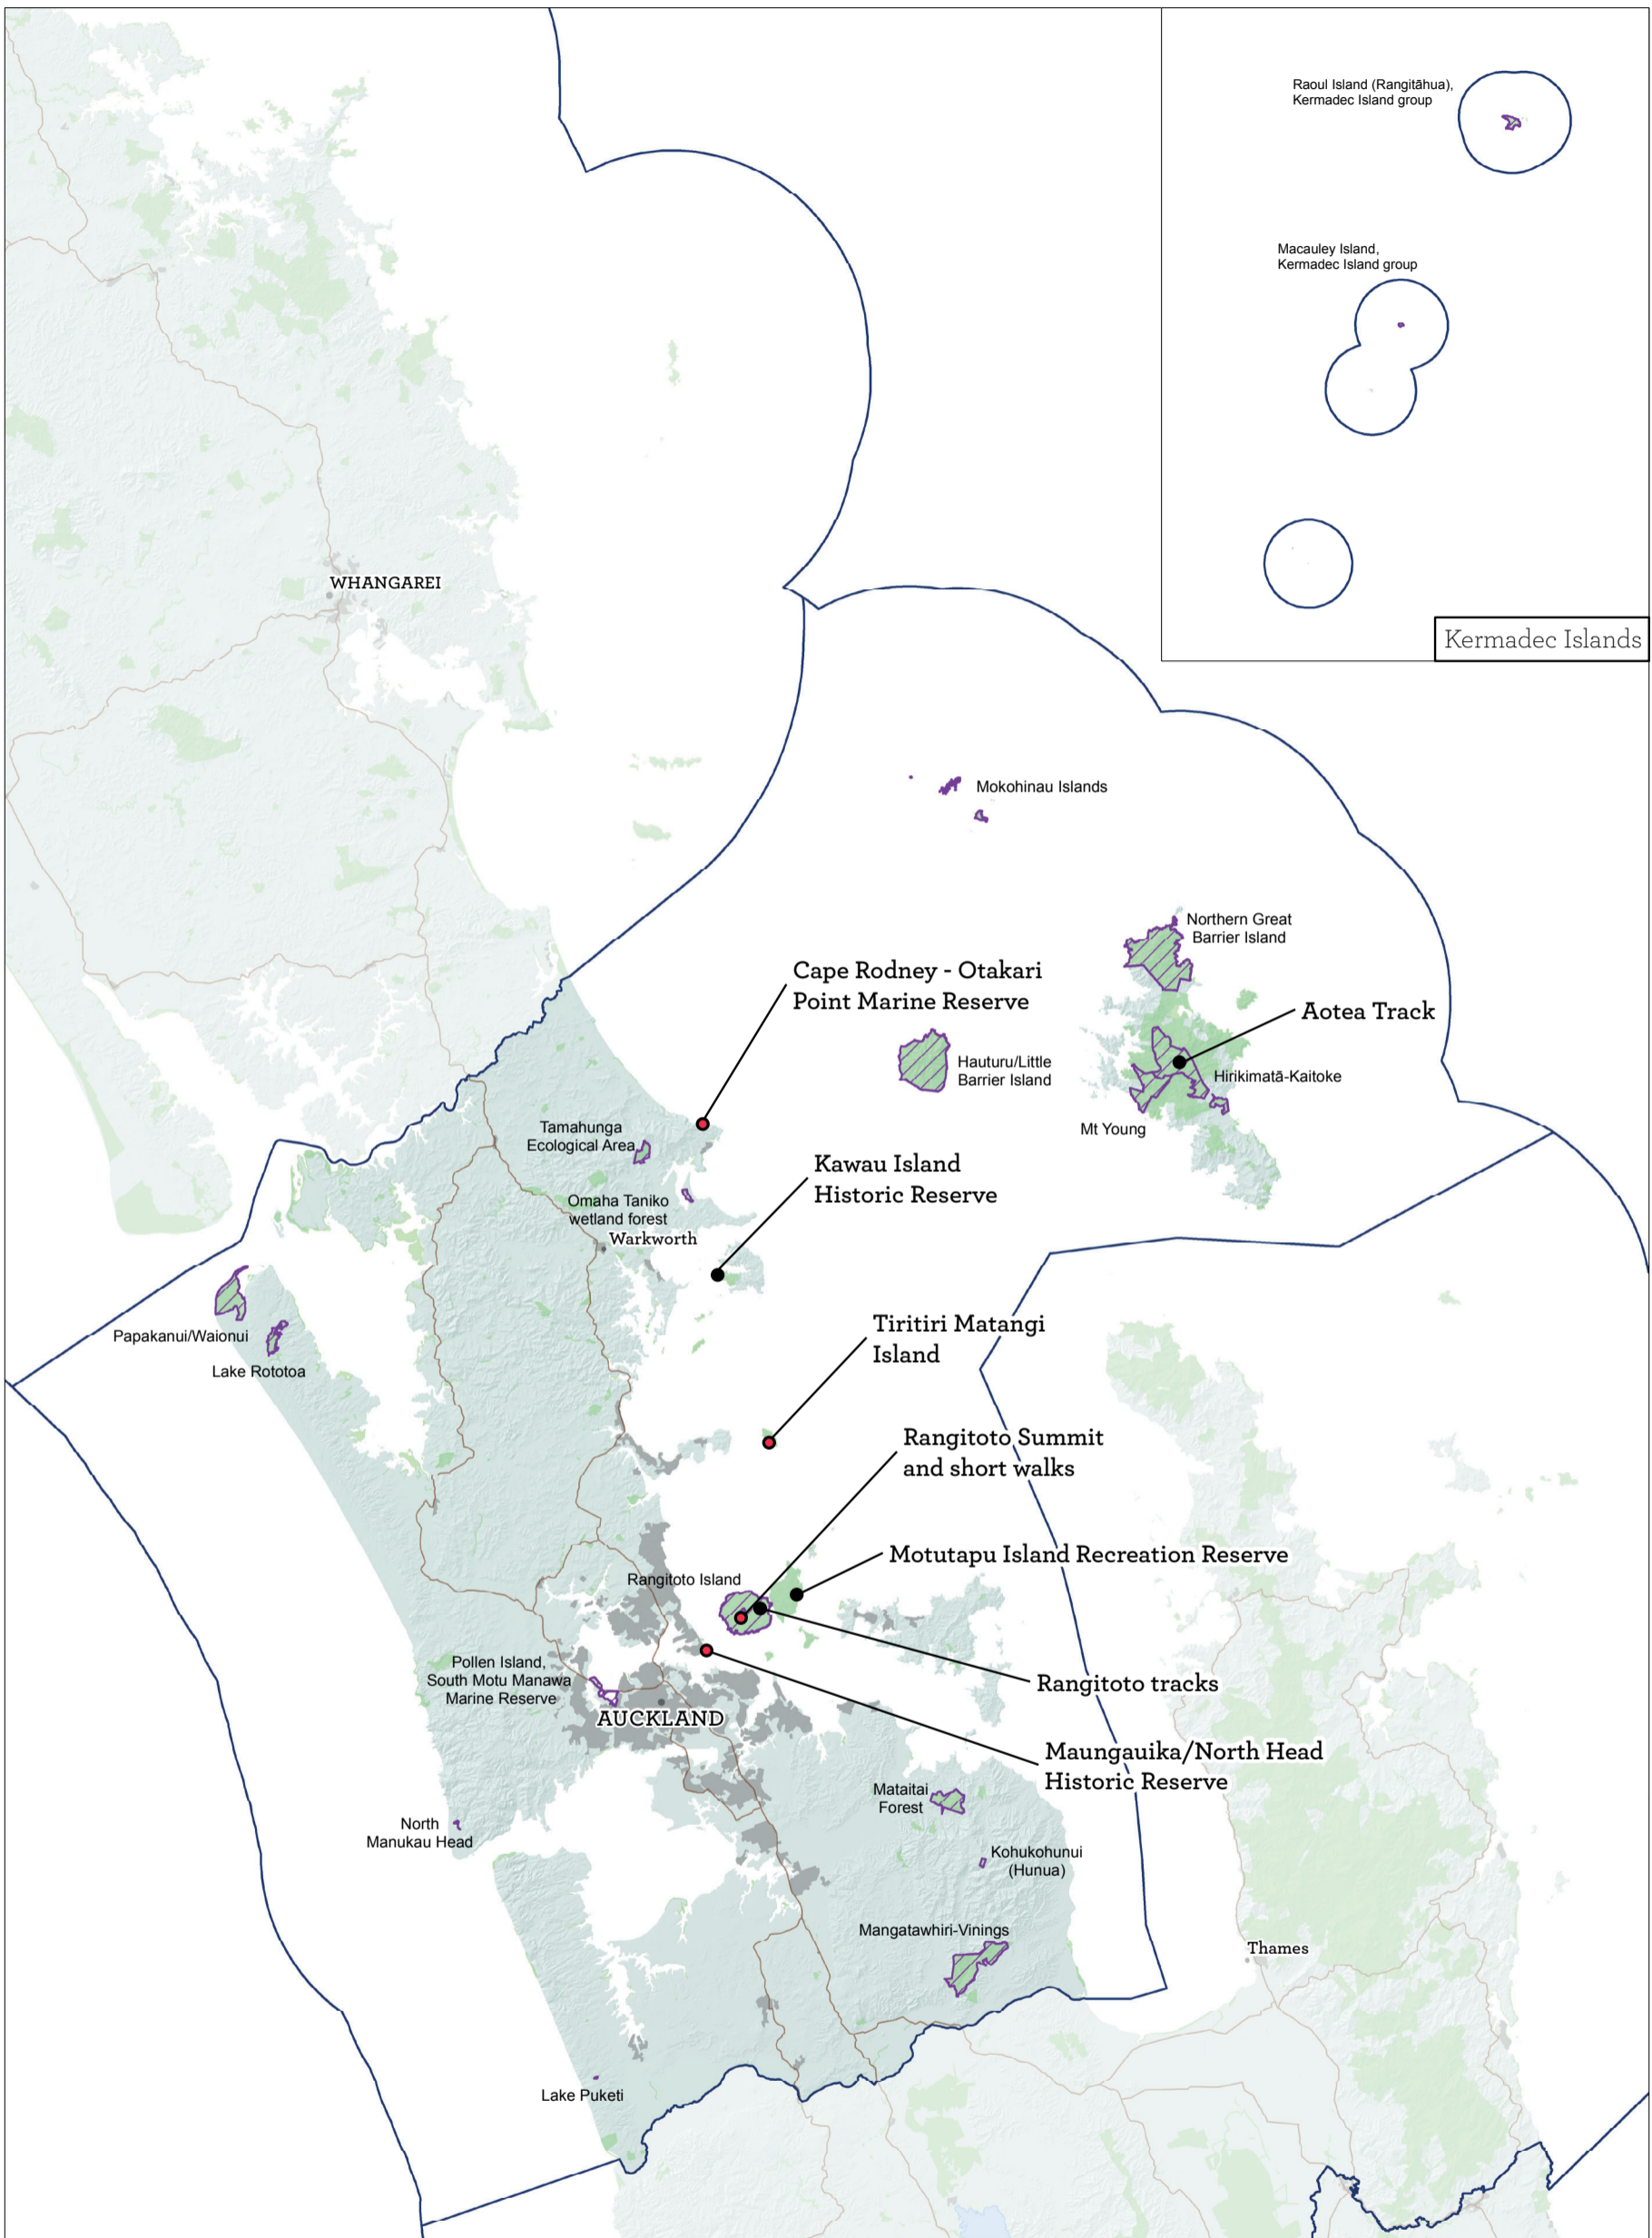 Raoul Island (Rangitāhua),
Kermadec Island group
Macauley Island,
Kermadec Island group
Kermadec Islands
WHANGAREI
Mokohinau Islands
Northern Great
Barrier Island
Cape Rodney - Otakari
Point Marine Reserve
Aotea Track
Hauturu/Little
Barrier Island
Hirikimatā-Kaitoke
Mt Young
Tamahunga
Ecological Area
Kawau Island
Historic Reserve
Omaha Taniko
wetland forest
Warkworth
Papakanui/Waionui
Lake Rototoa
Tiritiri Matangi
Island
Rangitoto Summit
and short walks
Motutapu Island Recreation Reserve
Rangitoto Island
Pollen Island,
South Motu Manawa
Marine Reserve
Rangitoto tracks
AUCKLAND
Maungauika/North Head
Historic Reserve
Mataitai
Forest
North
Manukau Head
Kohukohunui
(Hunua)
Mangatawhiri-Vinings
Thames
Lake Puketi